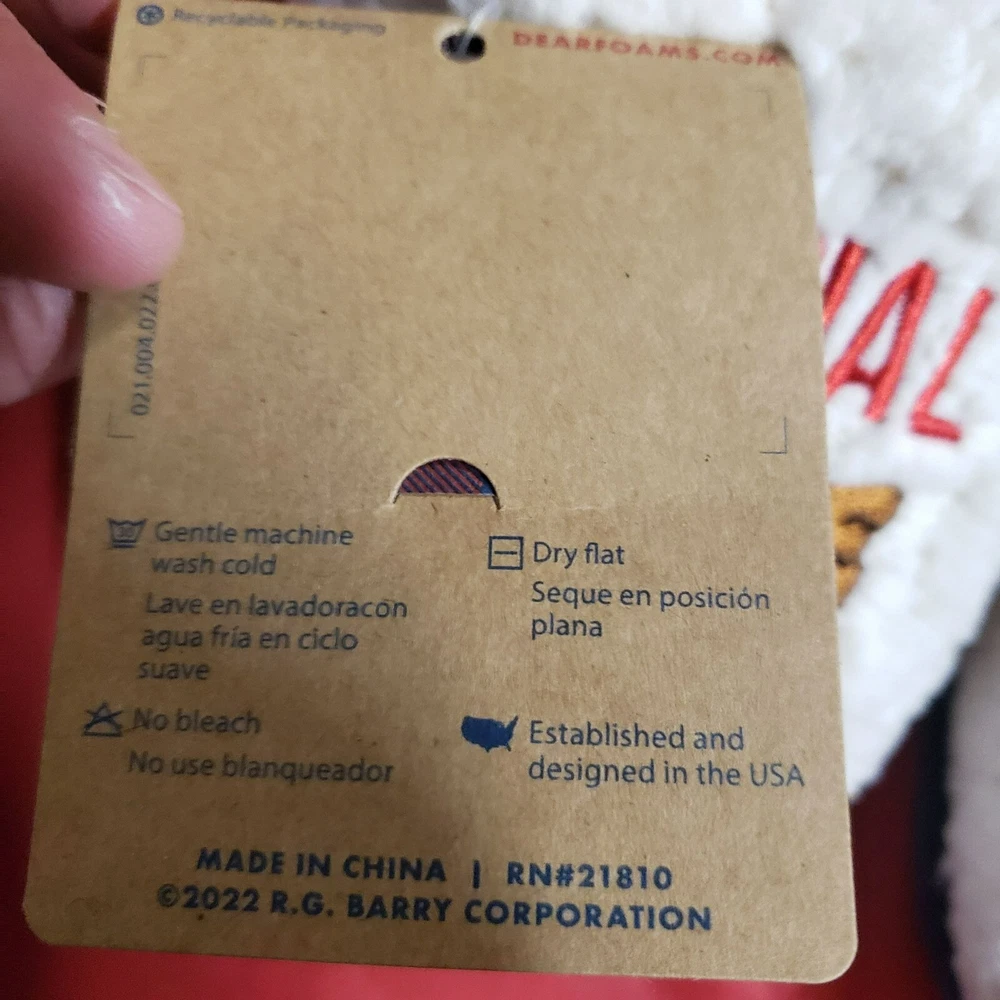 Recyclable Packaging
DEARFOAMS.COM
021.004.022
IAL
30
Gentle machine
wash cold
Lave en lavadoracon
agua fría en ciclo
suave
Dry flat
Seque en posición
plana
No bleach
No use blanqueador
Established and
designed in the USA
MADE IN CHINA | RN#21810
©2022 R.G. BARRY CORPORATION